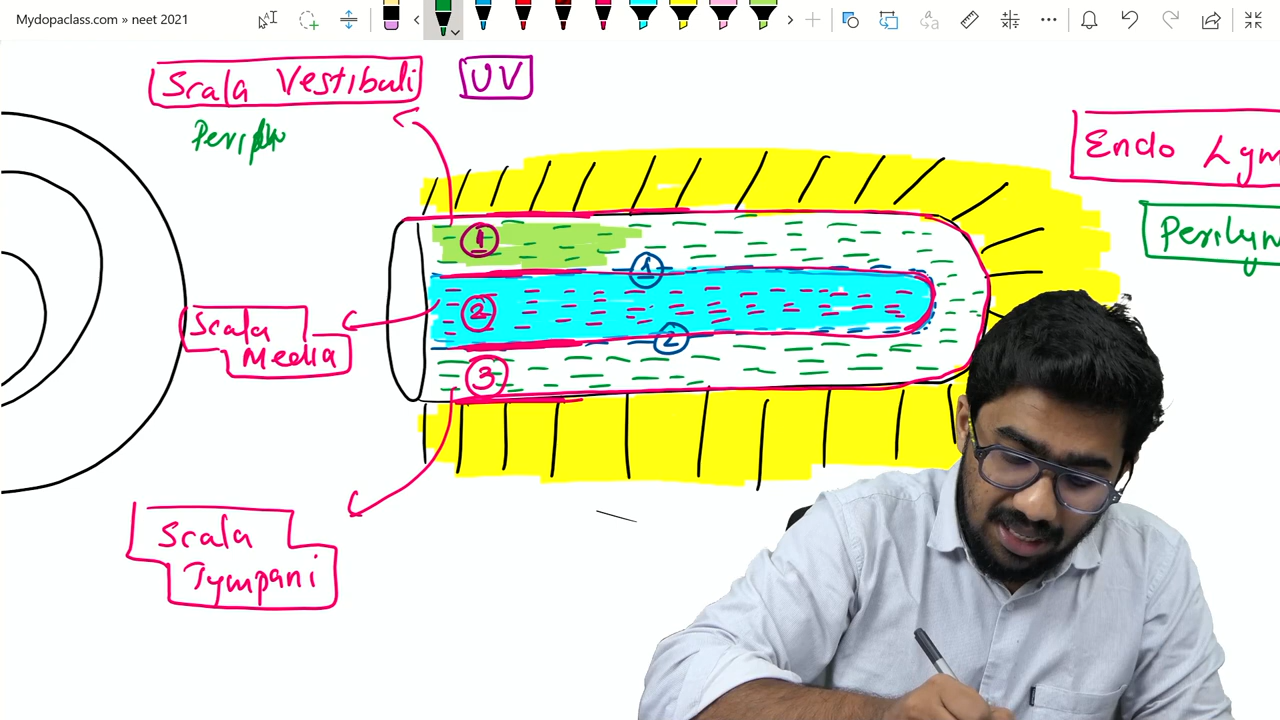 Mydopaclass.com » neet 2021
Scala Vestibuli
UV
Endo Lym
Perilym
1
1
2
2
3
Scala
Media
Scala
Tympani